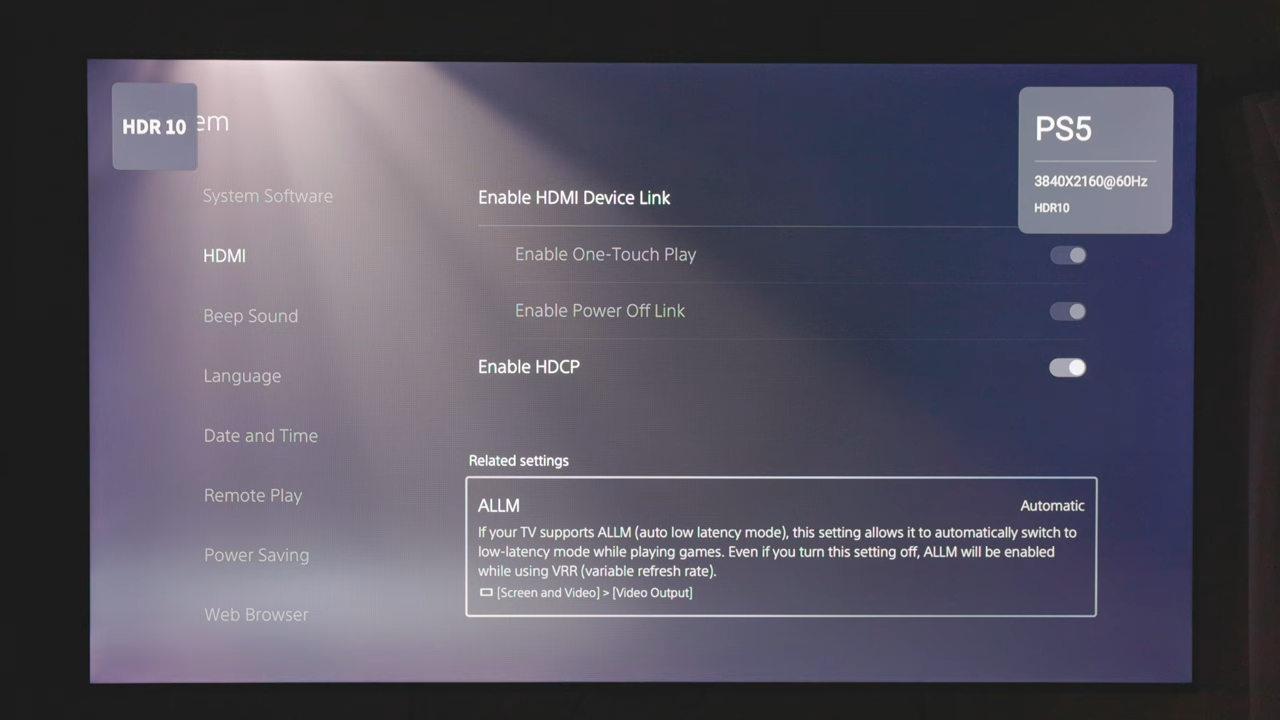 HDR 10
em
PS5
3840X2160@60Hz
HDR10
System Software
HDMI
Beep Sound
Language
Date and Time
Remote Play
Power Saving
Web Browser
Enable HDMI Device Link
Enable One-Touch Play
Enable Power Off Link
Enable HDCP
Related settings
ALLM
Automatic
If your TV supports ALLM (auto low latency mode), this setting allows it to automatically switch to
low-latency mode while playing games. Even if you turn this setting off, ALLM will be enabled
while using VRR (variable refresh rate).
[Screen and Video] > [Video Output]